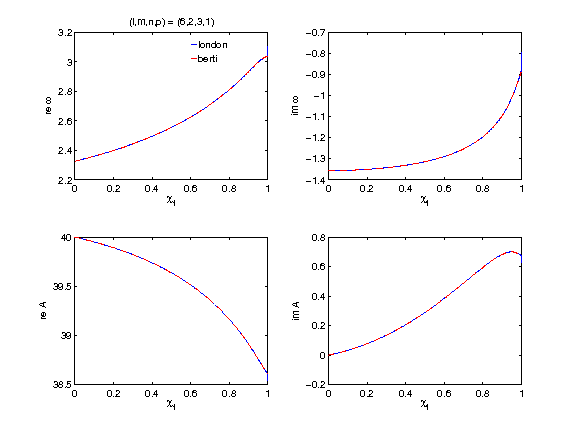 (l,m,n,p) = (6,2,3,1)
3.2
3
2.8
2.6
2.4
2.2
re ω
0 0.2 0.4 0.6 0.8 1
χf
london
berti
−0.7
−0.8
−0.9
−1
−1.1
−1.2
−1.3
−1.4
im ω
0 0.2 0.4 0.6 0.8 1
χf
40
39.5
39
38.5
re A
0 0.2 0.4 0.6 0.8 1
χf
0.8
0.6
0.4
0.2
0
−0.2
im A
0 0.2 0.4 0.6 0.8 1
χf